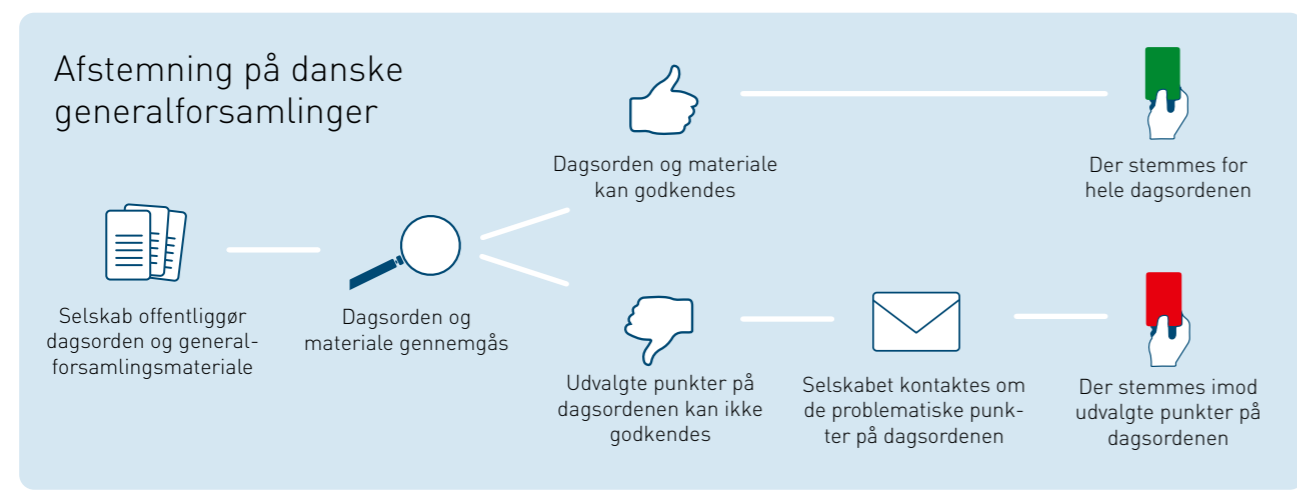 Afstemning på danske
generalforsamlinger
Selskab offentliggør
dagsorden og general-
forsamlingsmateriale
Dagsorden og
materiale gennemgås
Dagsorden og materiale
kan godkendes
Der stemmes for
hele dagsordenen
Udvalgte punkter på
dagsordenen kan ikke
godkendes
Selskabet kontaktes om
de problematiske punk-
ter på dagsordenen
Der stemmes imod
udvalgte punkter på
dagsordenen